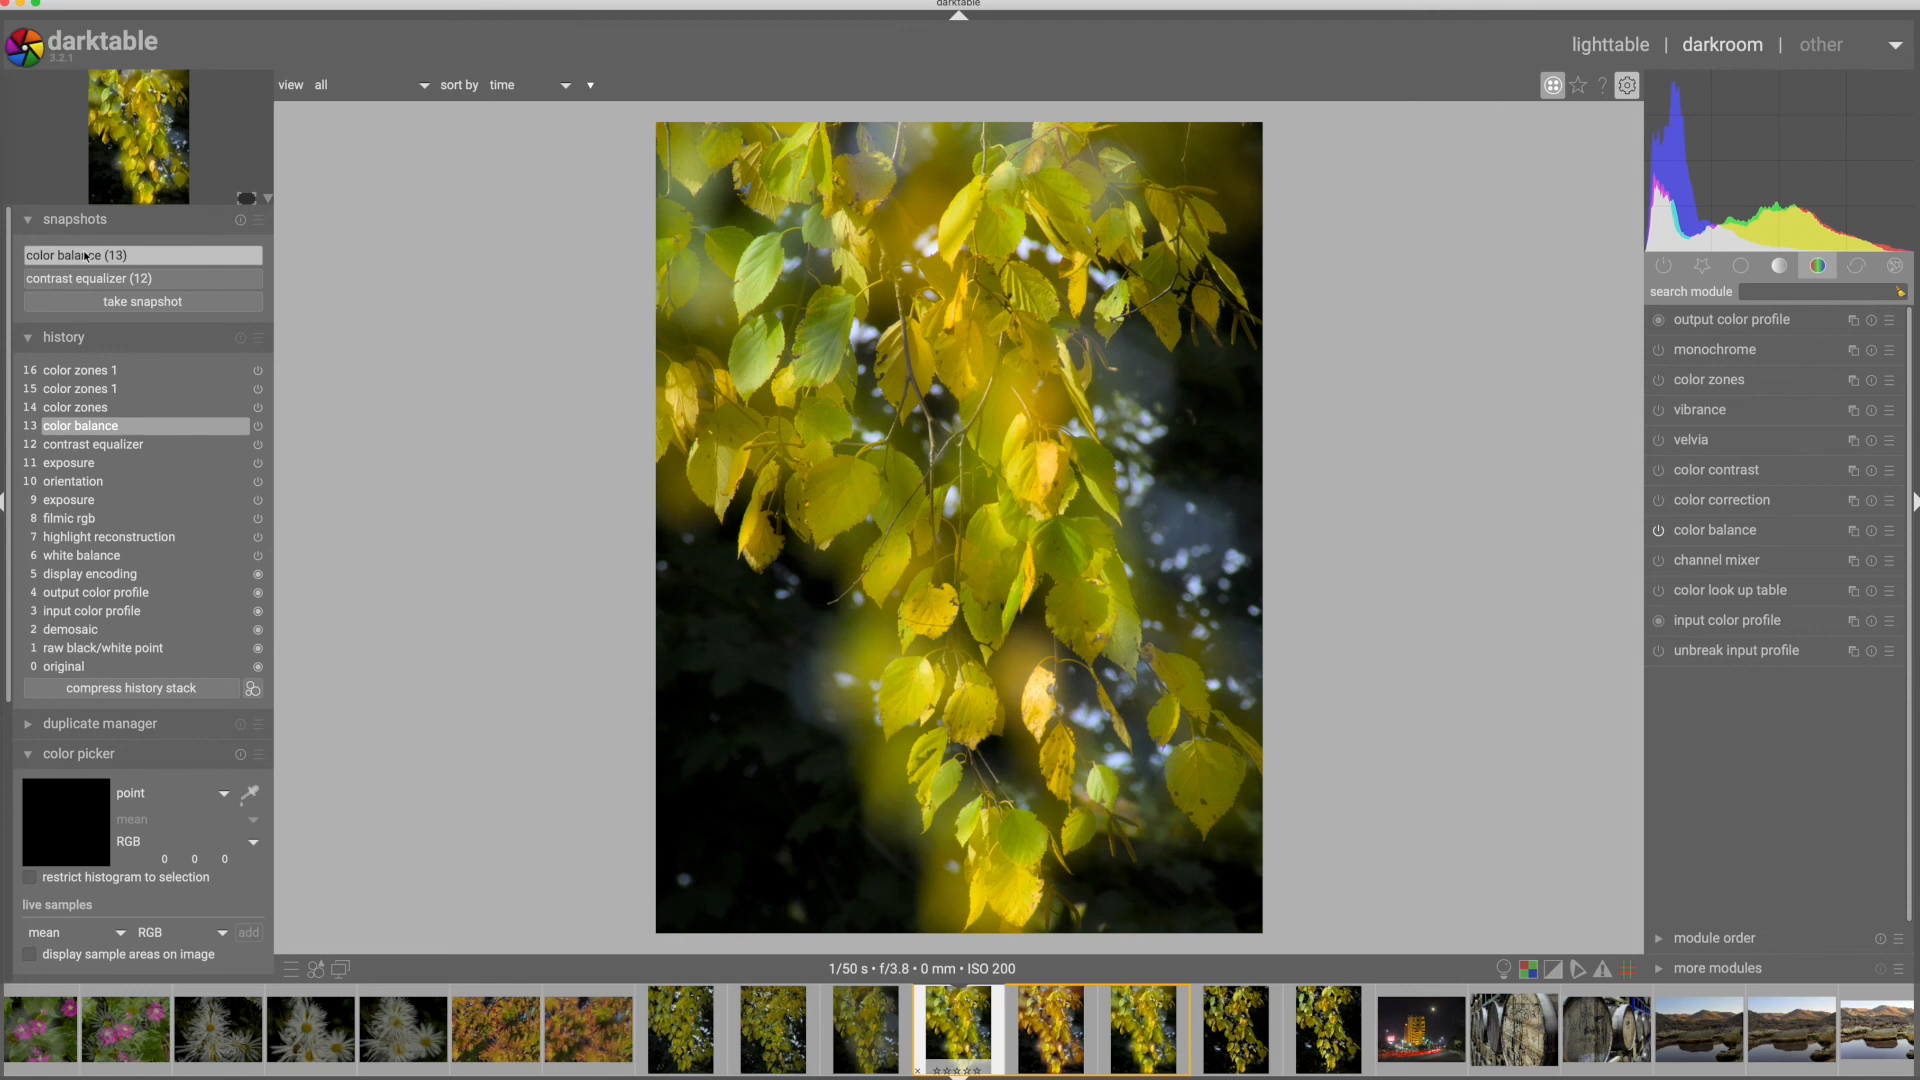 darktable
darktable
3.2.1
lighttable | darkroom | other
view all sort by time
snapshots
color balance (13)
contrast equalizer (12)
take snapshot
history
16 color zones 1
15 color zones 1
14 color zones
13 color balance
12 contrast equalizer
11 exposure
10 orientation
9 exposure
8 filmic rgb
7 highlight reconstruction
6 white balance
5 display encoding
4 output color profile
3 input color profile
2 demosaic
1 raw black/white point
0 original
compress history stack
duplicate manager
color picker
point
mean
RGB
0 0 0
restrict histogram to selection
live samples
mean RGB add
display sample areas on image
1/50 s • f/3.8 • 0 mm • ISO 200
search module
output color profile
monochrome
color zones
vibrance
velvia
color contrast
color correction
color balance
channel mixer
color look up table
input color profile
unbreak input profile
module order
more modules